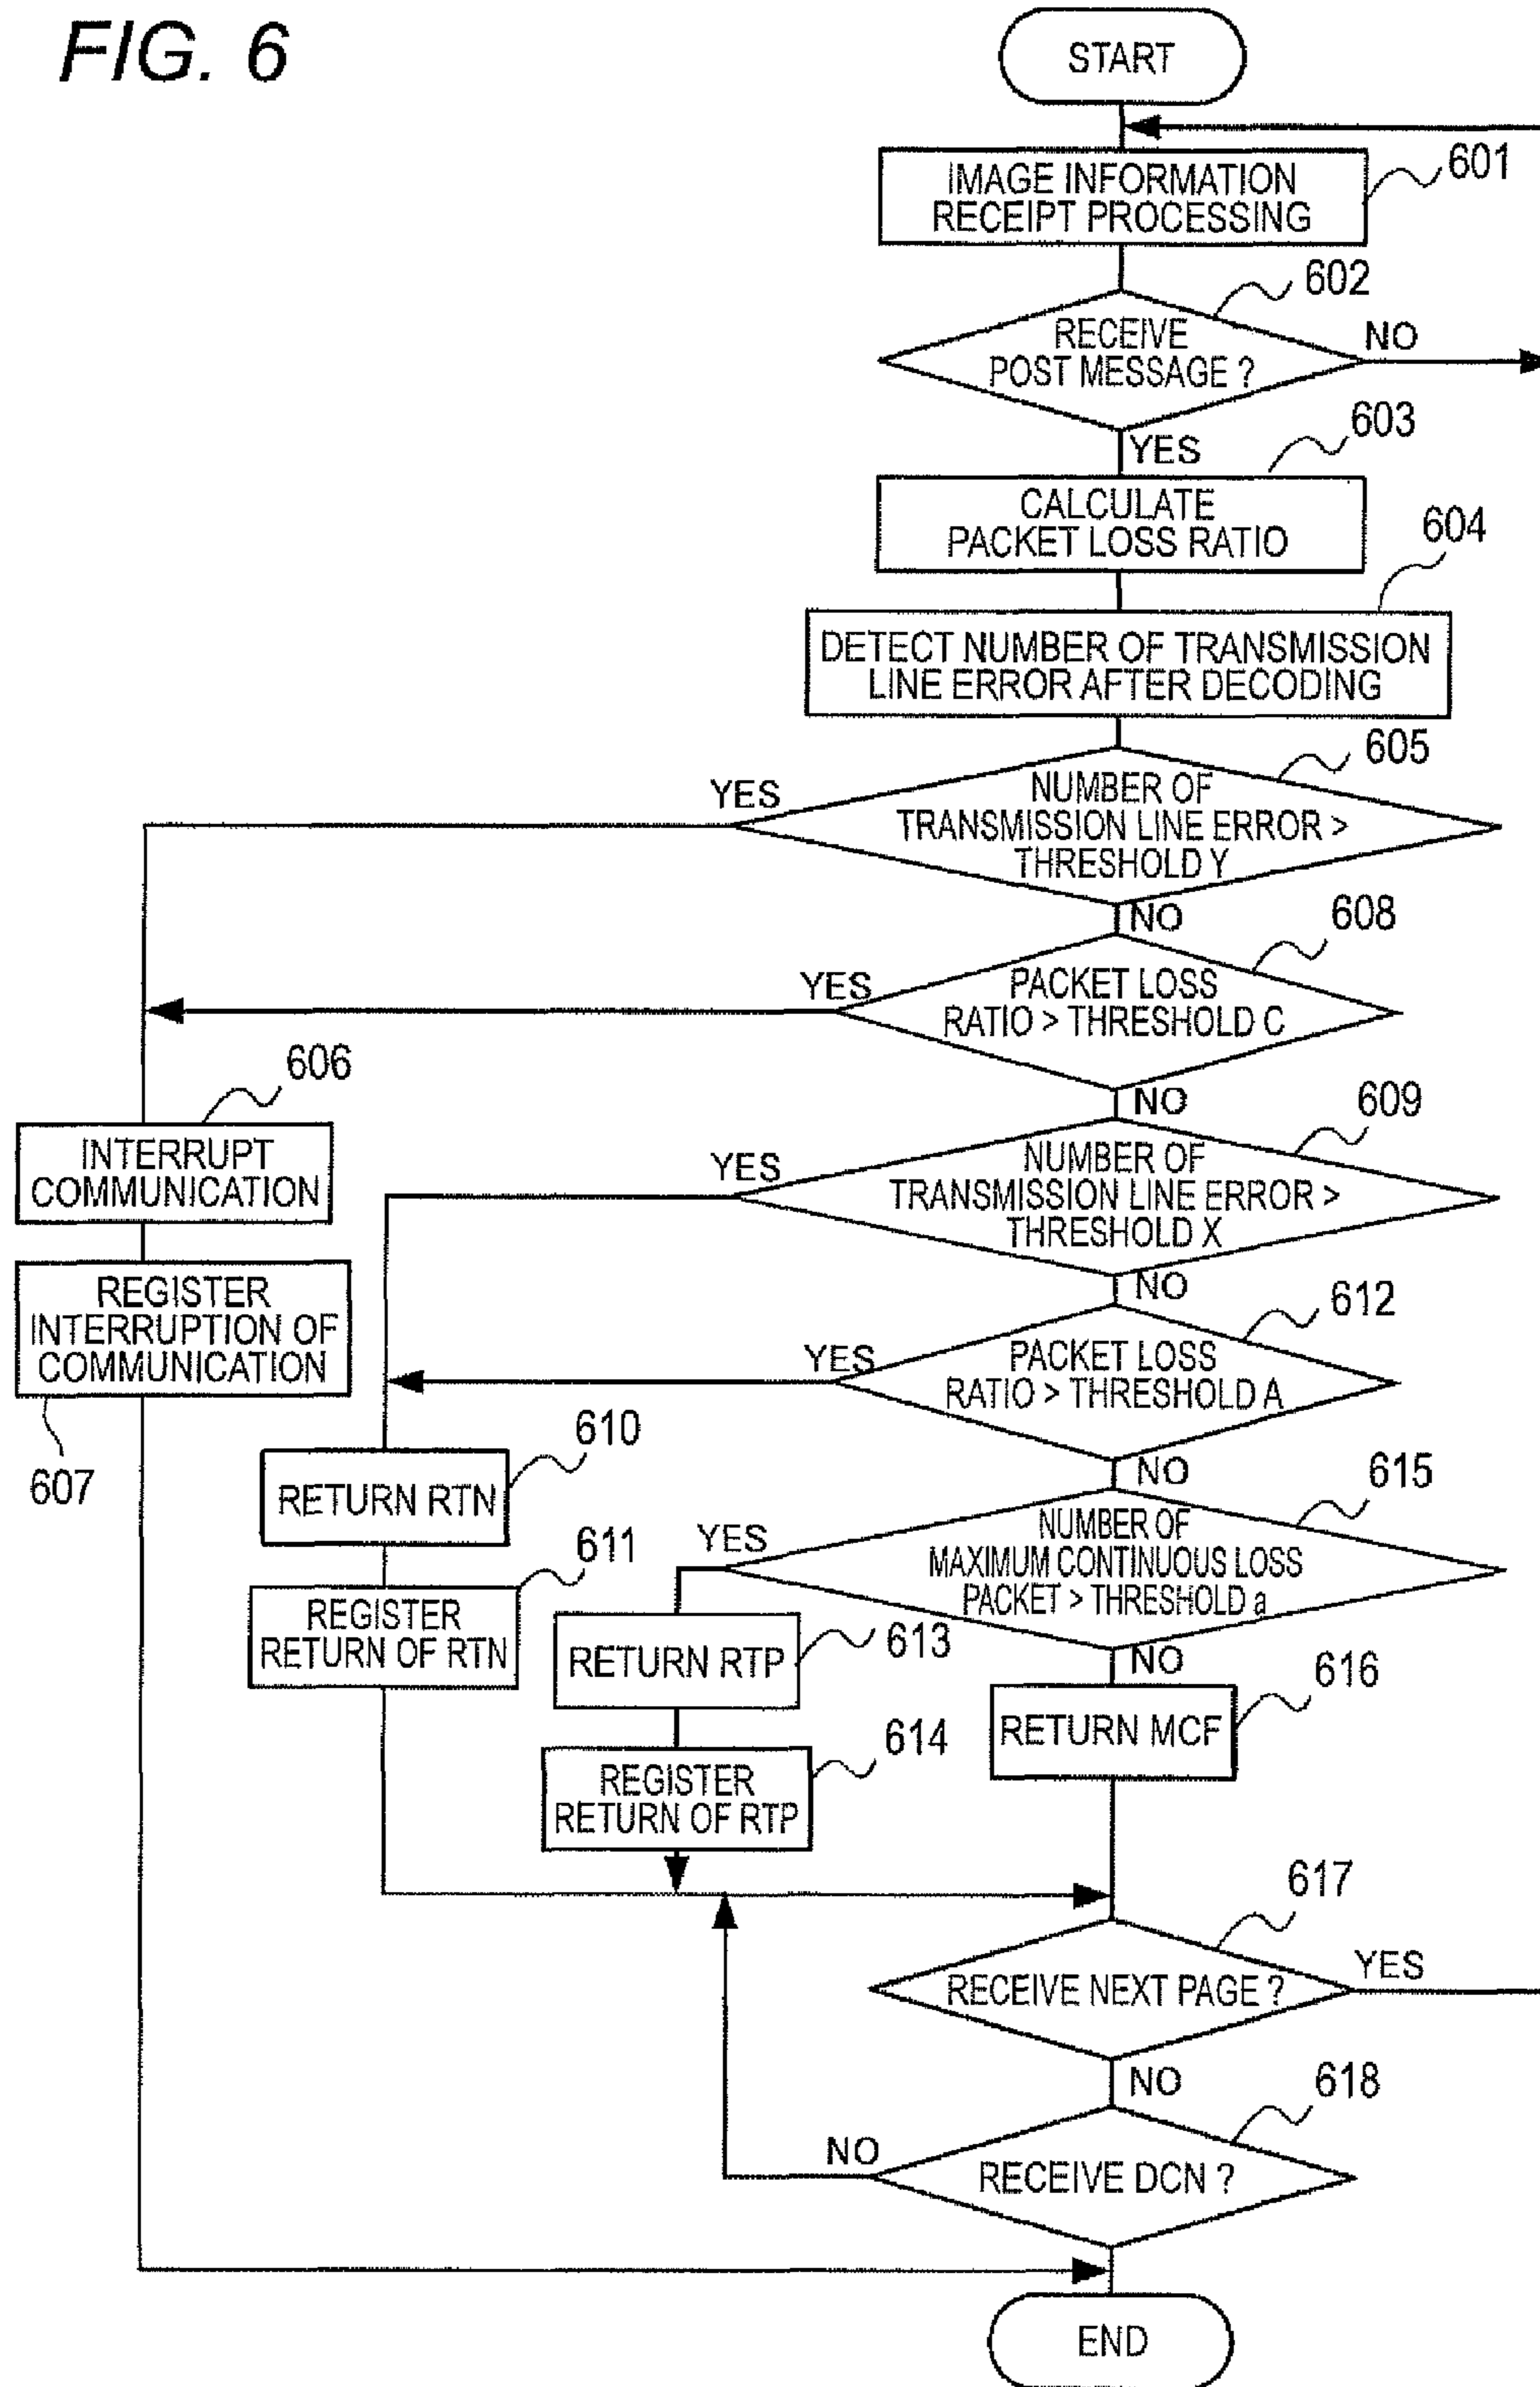 FIG. 6
START
IMAGE INFORMATION
RECEIPT PROCESSING
601
602
RECEIVE
POST MESSAGE ?
NO
YES
603
CALCULATE
PACKET LOSS RATIO
604
DETECT NUMBER OF TRANSMISSION
LINE ERROR AFTER DECODING
605
YES
NUMBER OF
TRANSMISSION LINE ERROR >
THRESHOLD Y
NO
608
YES
PACKET LOSS
RATIO > THRESHOLD C
NO
606
INTERRUPT
COMMUNICATION
REGISTER
INTERRUPTION OF
COMMUNICATION
607
609
YES
NUMBER OF
TRANSMISSION LINE ERROR >
THRESHOLD X
NO
612
YES
PACKET LOSS
RATIO > THRESHOLD A
NO
610
RETURN RTN
611
REGISTER
RETURN OF RTN
615
YES
NUMBER OF
MAXIMUM CONTINUOUS LOSS
PACKET > THRESHOLD a
NO
613
RETURN RTP
614
REGISTER
RETURN OF RTP
616
RETURN MCF
617
RECEIVE NEXT PAGE ?
YES
NO
618
NO
RECEIVE DCN ?
END